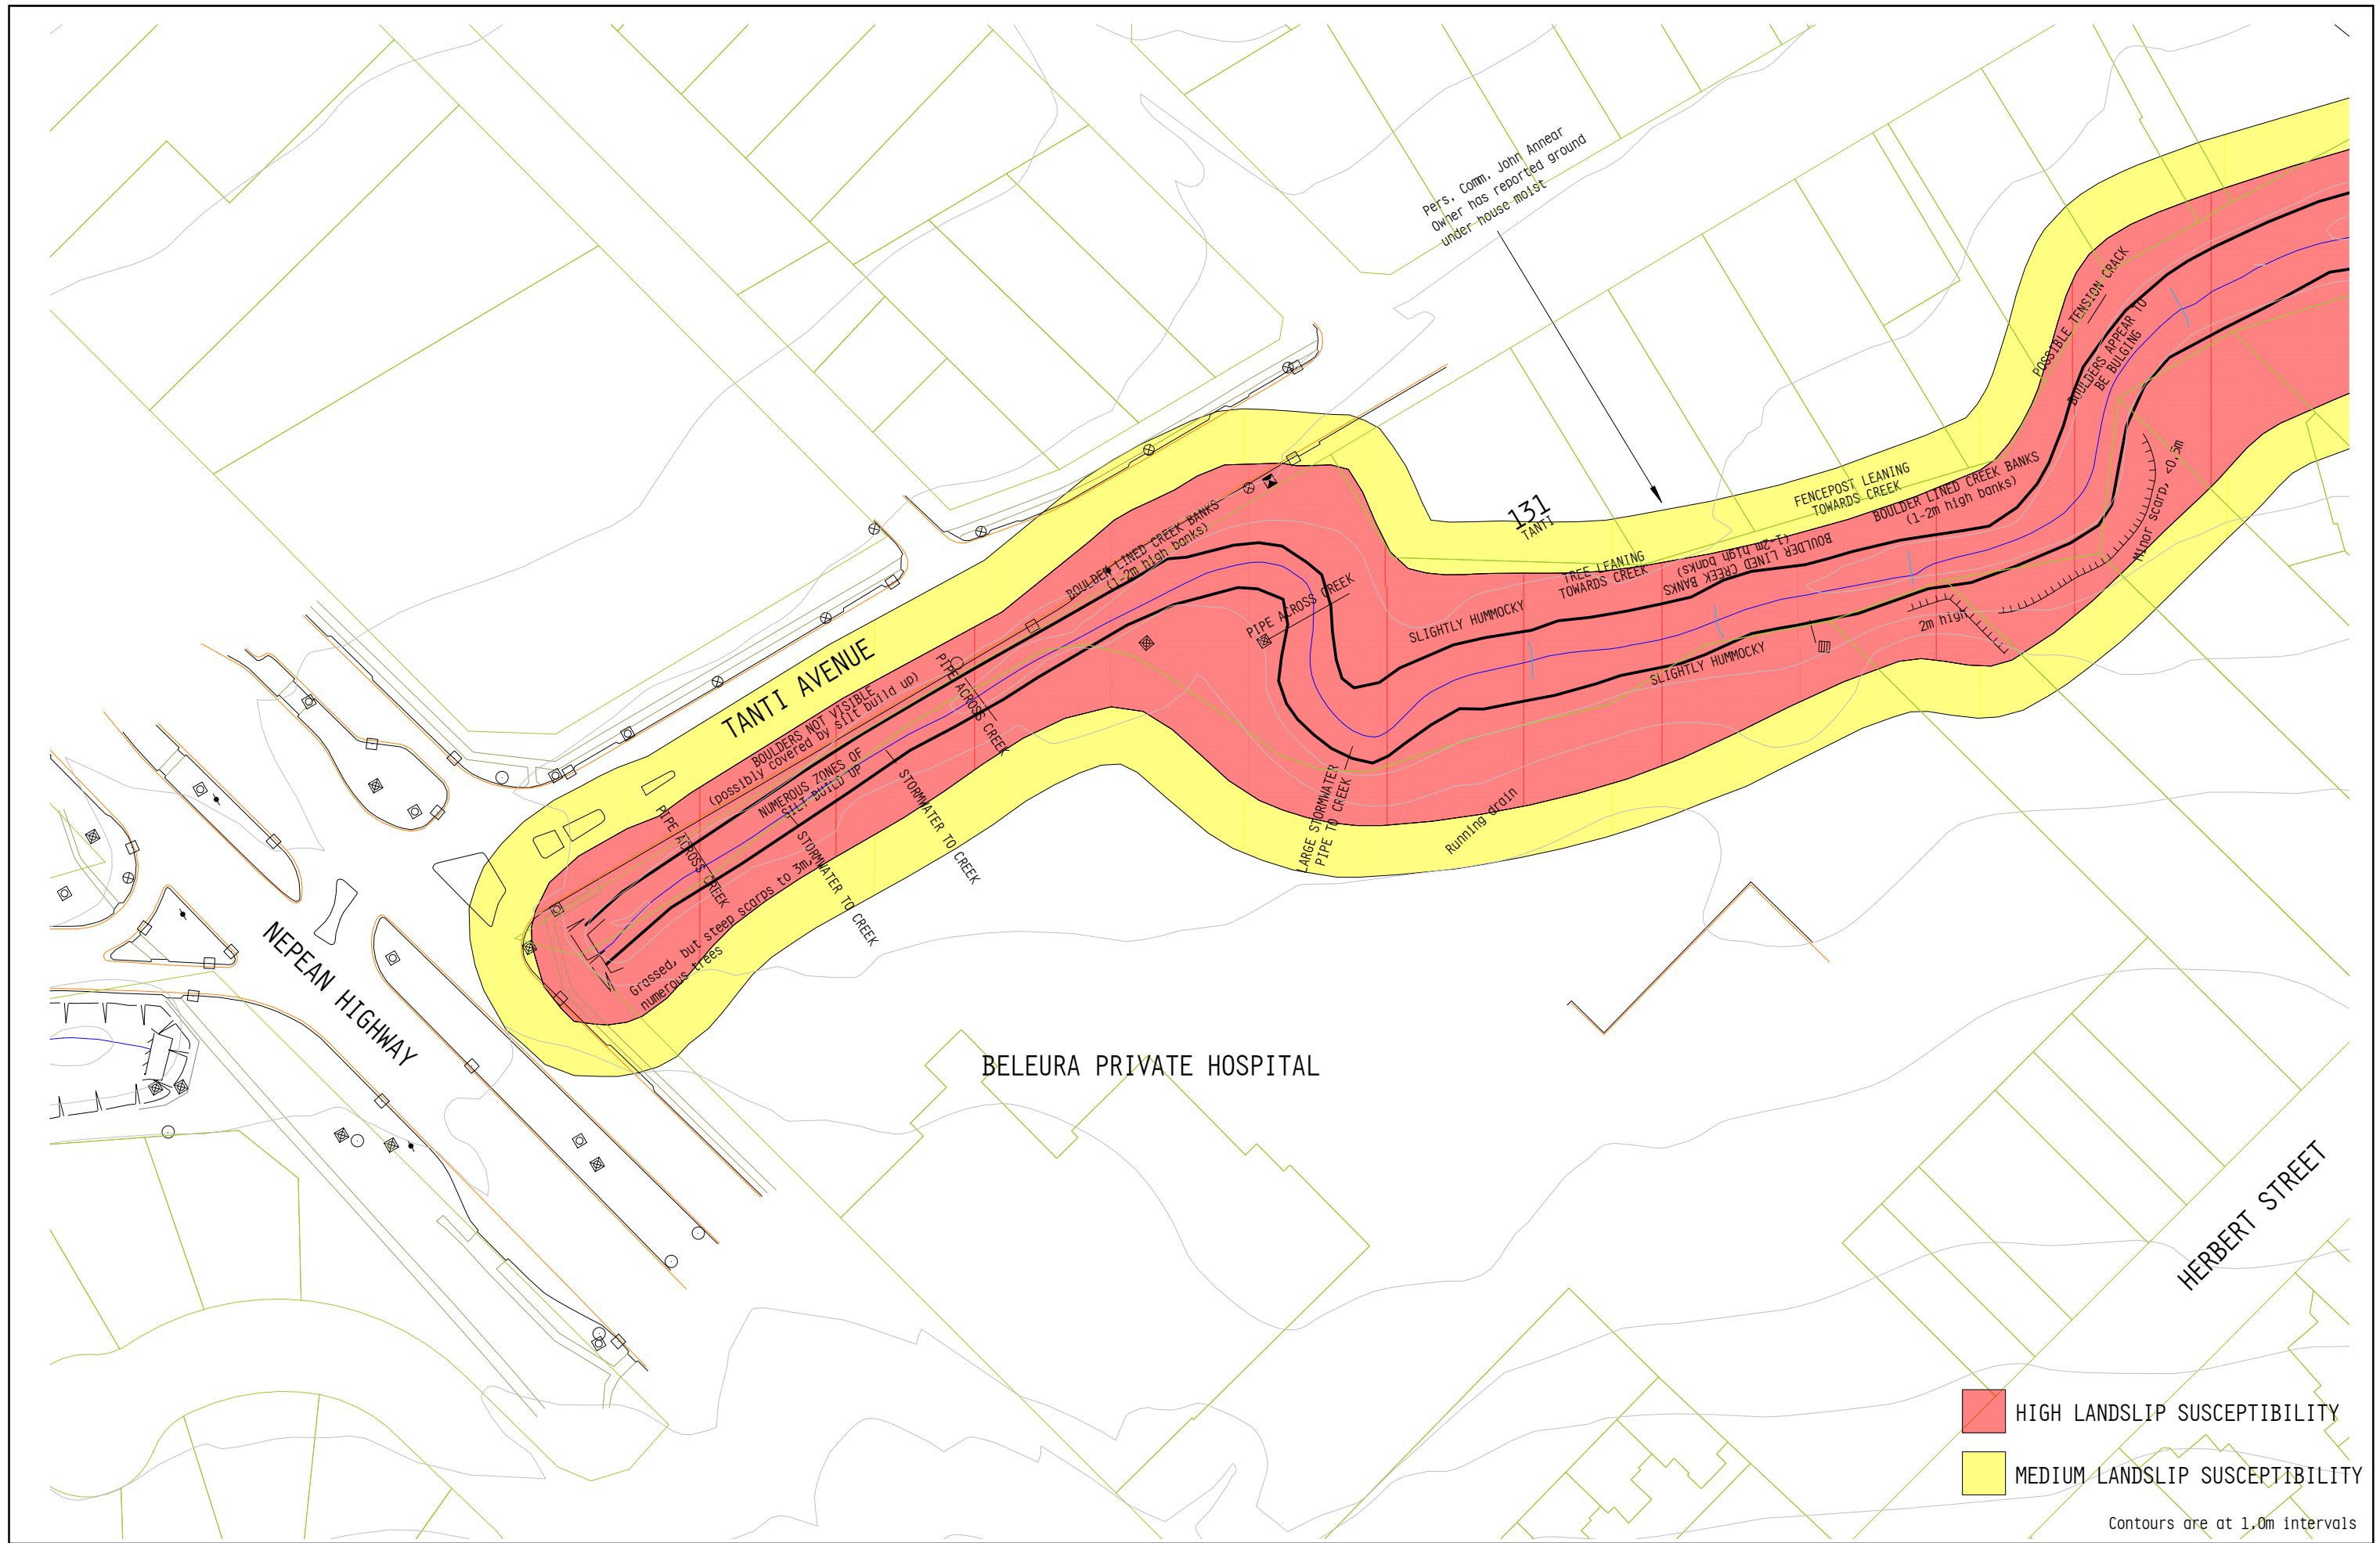 Pers, Comm, John Annear
Owner has reported ground
under house moist
POSSIBLE TENSION CRACK
BOULDERS APPEAR TO
BE BULGING
Minor scarp, <0.5m
BOULDER LINED CREEK BANKS
(1-2m high banks)
FENCEPOST LEANING
TOWARDS CREEK
131
TANTI
BOULDER LINED CREEK BANKS
(1-2m high banks)
TREE LEANING
TOWARDS CREEK
BOULDER LINED CREEK BANKS
(1-2m high banks)
PIPE ACROSS CREEK
SLIGHTLY HUMMOCKY
2m high
SLIGHTLY HUMMOCKY
TANTI AVENUE
PIPE ACROSS CREEK
BOULDERS NOT VISIBLE
(possibly covered by silt build up)
NUMEROUS ZONES OF
SILT BUILD UP
STORMWATER TO CREEK
LARGE STORMWATER
PIPE TO CREEK
Running drain
PIPE ACROSS CREEK
STORMWATER TO CREEK
Grassed, but steep scarps to 3m,
numerous trees
NEPEAN HIGHWAY
BELEURA PRIVATE HOSPITAL
HERBERT STREET
HIGH LANDSLIP SUSCEPTIBILITY
MEDIUM LANDSLIP SUSCEPTIBILITY
Contours are at 1.0m intervals